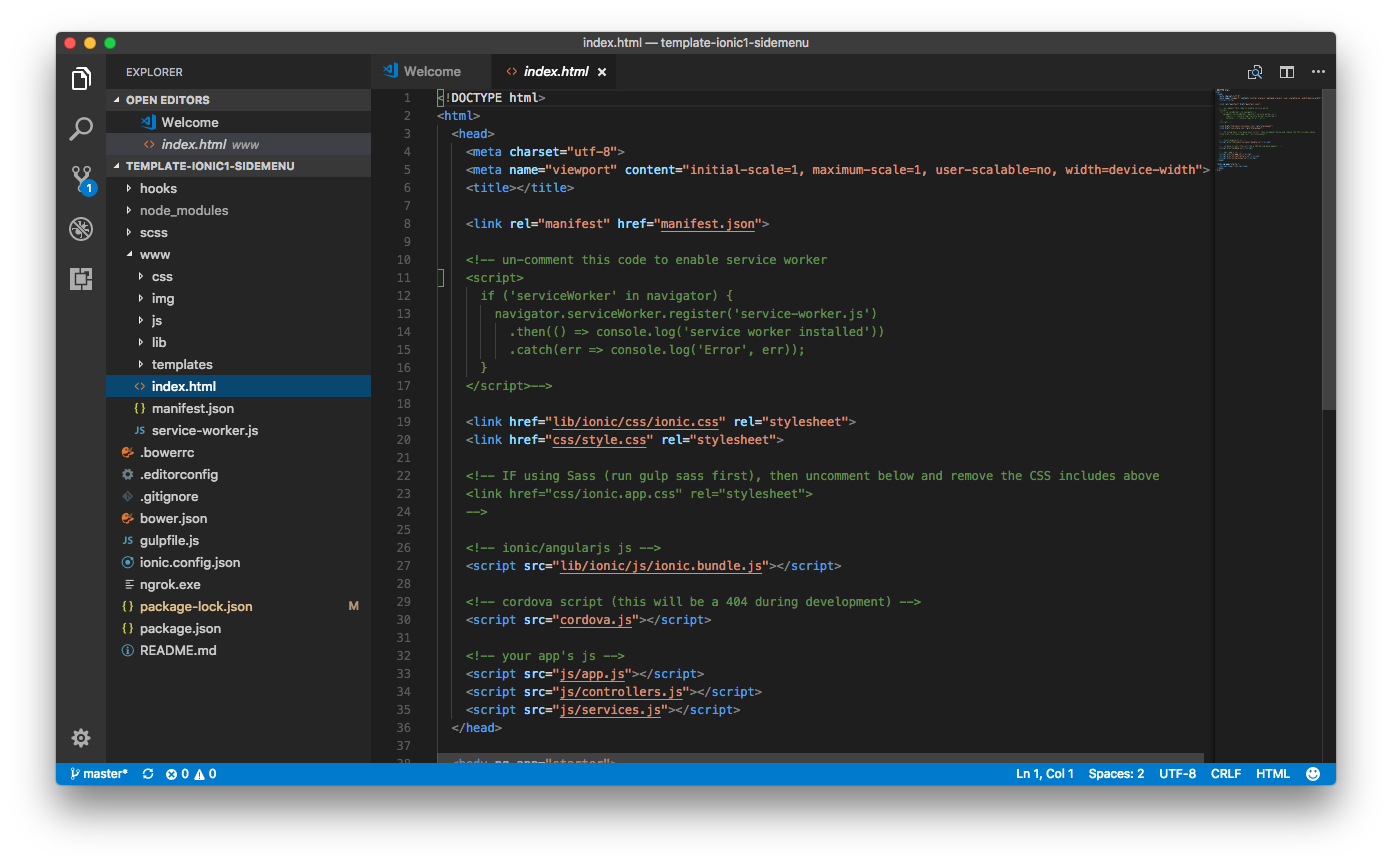 index.html — template-ionic1-sidemenu
EXPLORER
OPEN EDITORS
Welcome
index.html www
TEMPLATE-IONIC1-SIDEMENU
hooks
node_modules
scss
www
css
img
js
lib
templates
index.html
{} manifest.json
JS service-worker.js
.bowerrc
.editorconfig
.gitignore
bower.json
JS gulpfile.js
ionic.config.json
ngrok.exe
{} package-lock.json M
{} package.json
README.md
1
Welcome
<> index.html ×
1 <!DOCTYPE html>
2 <html>
3 <head>
4 <meta charset="utf-8">
5 <meta name="viewport" content="initial-scale=1, maximum-scale=1, user-scalable=no, width=device-width">
6 <title></title>
7
8 <link rel="manifest" href="manifest.json">
9
10 <!-- un-comment this code to enable service worker
11 <script>
12 if ('serviceWorker' in navigator) {
13 navigator.serviceWorker.register('service-worker.js')
14 .then(() => console.log('service worker installed'))
15 .catch(err => console.log('Error', err));
16 }
17 </script>-->
18
19 <link href="lib/ionic/css/ionic.css" rel="stylesheet">
20 <link href="css/style.css" rel="stylesheet">
21
22 <!-- IF using Sass (run gulp sass first), then uncomment below and remove the CSS includes above
23 <link href="css/ionic.app.css" rel="stylesheet">
24 -->
25
26 <!-- ionic/angularjs js -->
27 <script src="lib/ionic/js/ionic.bundle.js"></script>
28
29 <!-- cordova script (this will be a 404 during development) -->
30 <script src="cordova.js"></script>
31
32 <!-- your app's js -->
33 <script src="js/app.js"></script>
34 <script src="js/controllers.js"></script>
35 <script src="js/services.js"></script>
36 </head>
37
38 <body ng-app="starter">
master* 0 0
Ln 1, Col 1 Spaces: 2 UTF-8 CRLF HTML